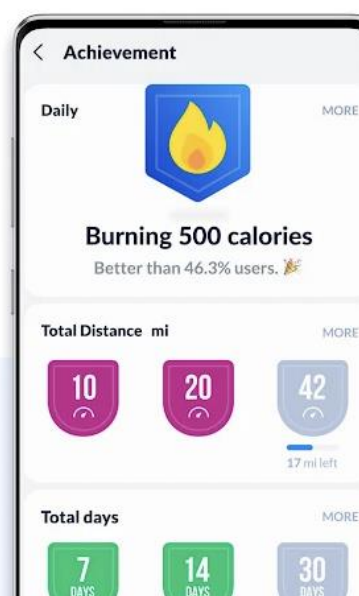 Achievement
Daily
MORE
Burning 500 calories
Better than 46.3% users. 🎉
Total Distance mi
MORE
10
20
42
17 mi left
Total days
MORE
7
14
30
DAYS
DAYS
DAYS